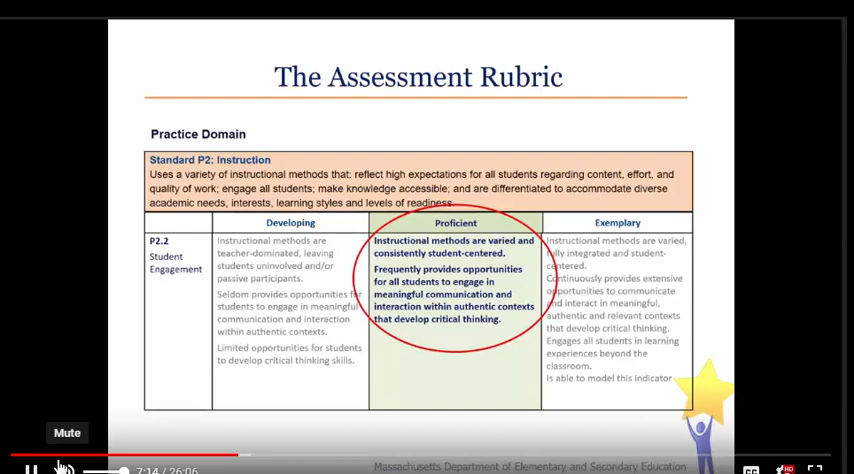 The Assessment Rubric
Practice Domain
Standard P2: Instruction
Uses a variety of instructional methods that: reflect high expectations for all students regarding content, effort, and
quality of work; engage all students; make knowledge accessible; and are differentiated to accommodate diverse
academic needs, interests, learning styles and levels of readiness.
Developing
Proficient
Exemplary
P2.2
Student
Engagement
Instructional methods are
teacher-dominated, leaving
students uninvolved and/or
passive participants.
Seldom provides opportunities for
students to engage in meaningful
communication and interaction
within authentic contexts.
Limited opportunities for students
to develop critical thinking skills.
Instructional methods are varied and
consistently student-centered.
Frequently provides opportunities
for all students to engage in
meaningful communication and
interaction within authentic contexts
that develop critical thinking.
Instructional methods are varied,
fully integrated and student-
centered.
Continuously provides extensive
opportunities to communicate
and interact in meaningful,
authentic and relevant contexts
that develop critical thinking.
Engages all students in learning
experiences beyond the
classroom.
Is able to model this indicator
Mute
7:14 / 26:06
Massachusetts Department of Elementary and Secondary Education
HD